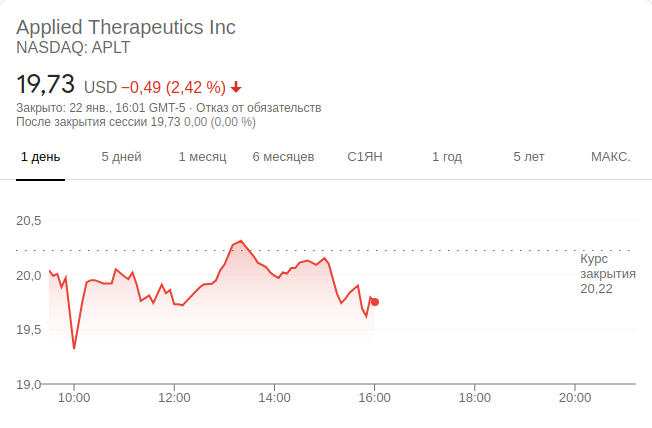 Applied Therapeutics Inc
NASDAQ: APLT
19,73 USD −0,49 (2,42 %)
Закрыто: 22 янв., 16:01 GMT-5 · Отказ от обязательств
После закрытия сессии 19,73 0,00 (0,00 %)
1 день 5 дней 1 месяц 6 месяцев С1ЯН 1 год 5 лет МАКС.
20,5
20,0
19,5
19,0
Курс
закрытия
20,22
10:00 12:00 14:00 16:00 18:00 20:00